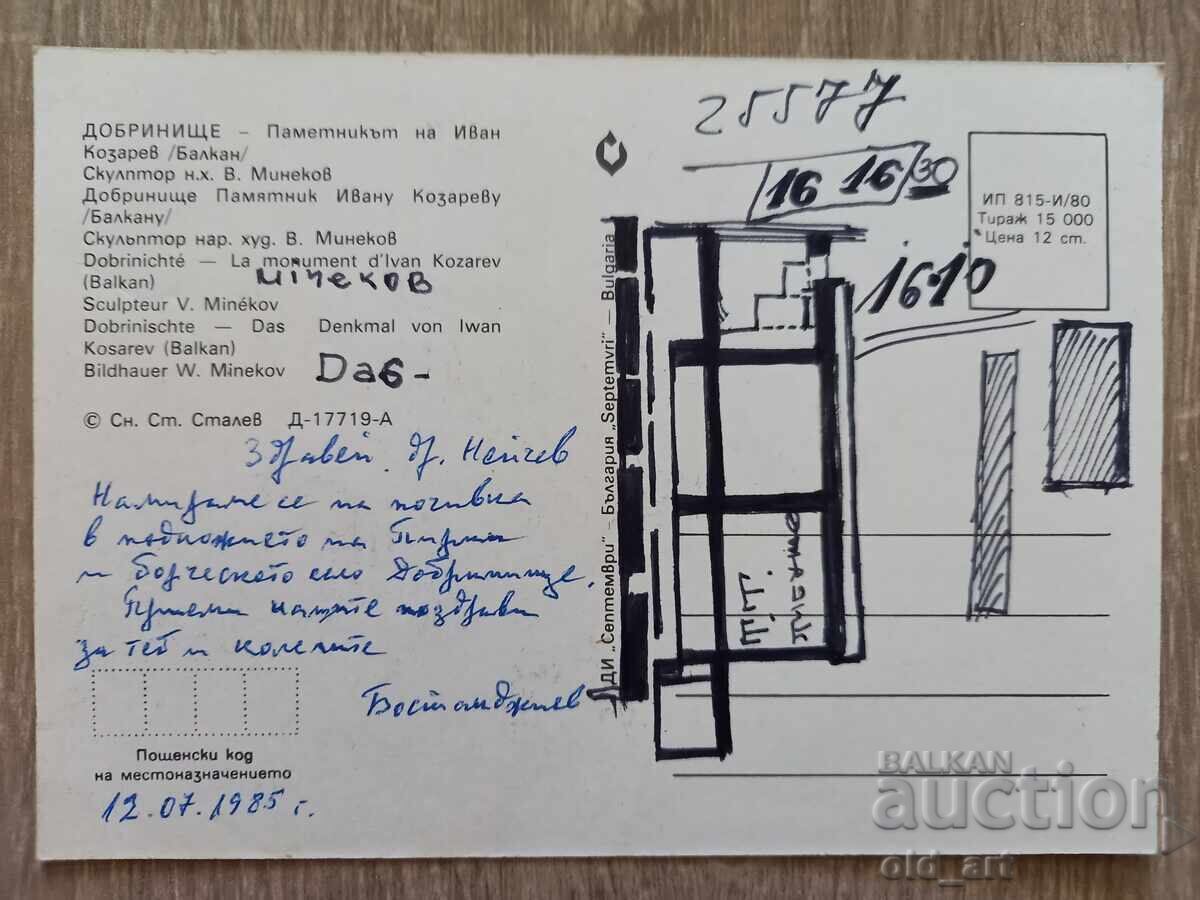 ДОБРИНИЩЕ – Паметникът на Иван
Козарев /Балкан/
Скулптор н.х. В. Минеков
Добринище Памятник Ивану Козареву
/Балкану/
Скульптор нар. худ. В. Минеков
Dobrinichté — La monument d'Ivan Kozarev
(Balkan)
Sculpteur V. Minékov
Dobrinischte — Das Denkmal von Iwan
Kosarev (Balkan)
Bildhauer W. Minekov
© Сн. Ст. Сталев Д-17719-А
Здравей, др. Нейчев
Намираме се на почивка
в подножието на Пирин
и борческото село Добринище.
Приеми нашите поздрави
за теб и колегите
Бостанджиев
Пощенски код
на местоназначението
12.07.1985 г.
ДИ „Септември" – България „Septemvri" – Bulgaria
25577
16 16/30
16.10
ИП 815-И/80
Тираж 15 000
Цена 12 ст.
BALKAN
auction
old_art